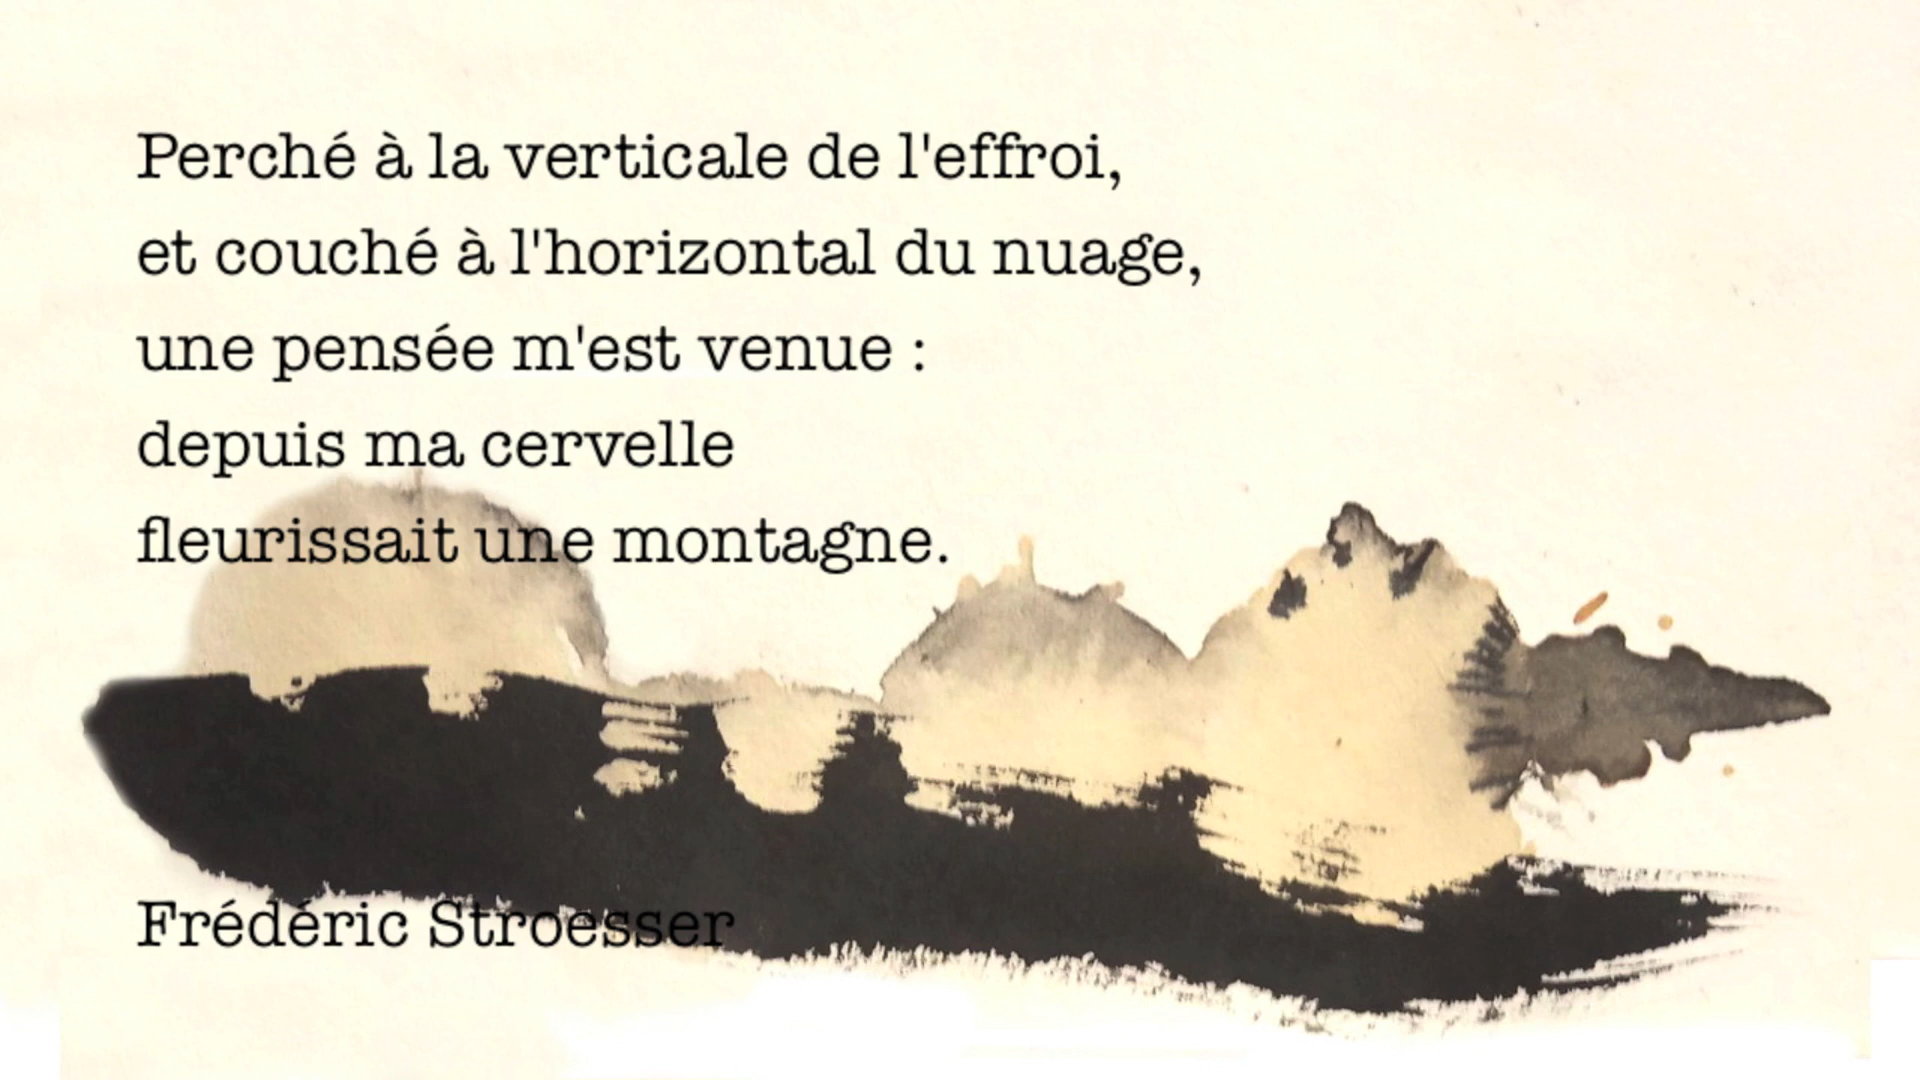 Perché à la verticale de l'effroi,
et couché à l'horizontal du nuage,
une pensée m'est venue :
depuis ma cervelle
fleurissait une montagne.
Frédéric Stroesser